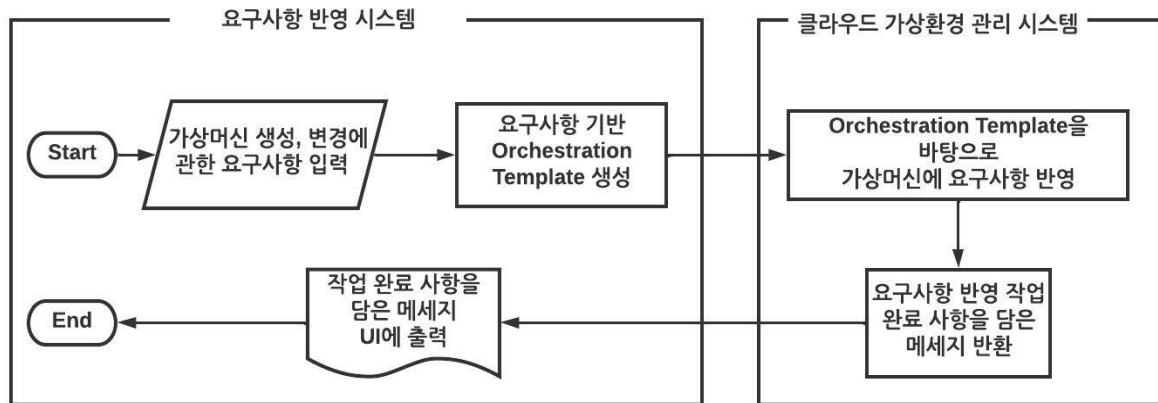 요구사항 반영 시스템
클라우드 가상환경 관리 시스템
Start
가상머신 생성, 변경에
관한 요구사항 입력
요구사항 기반
Orchestration
Template 생성
Orchestration Template을
바탕으로
가상머신에 요구사항 반영
요구사항 반영 작업
완료 사항을 담은
메세지 반환
작업 완료 사항을
담은 메세지
UI에 출력
End